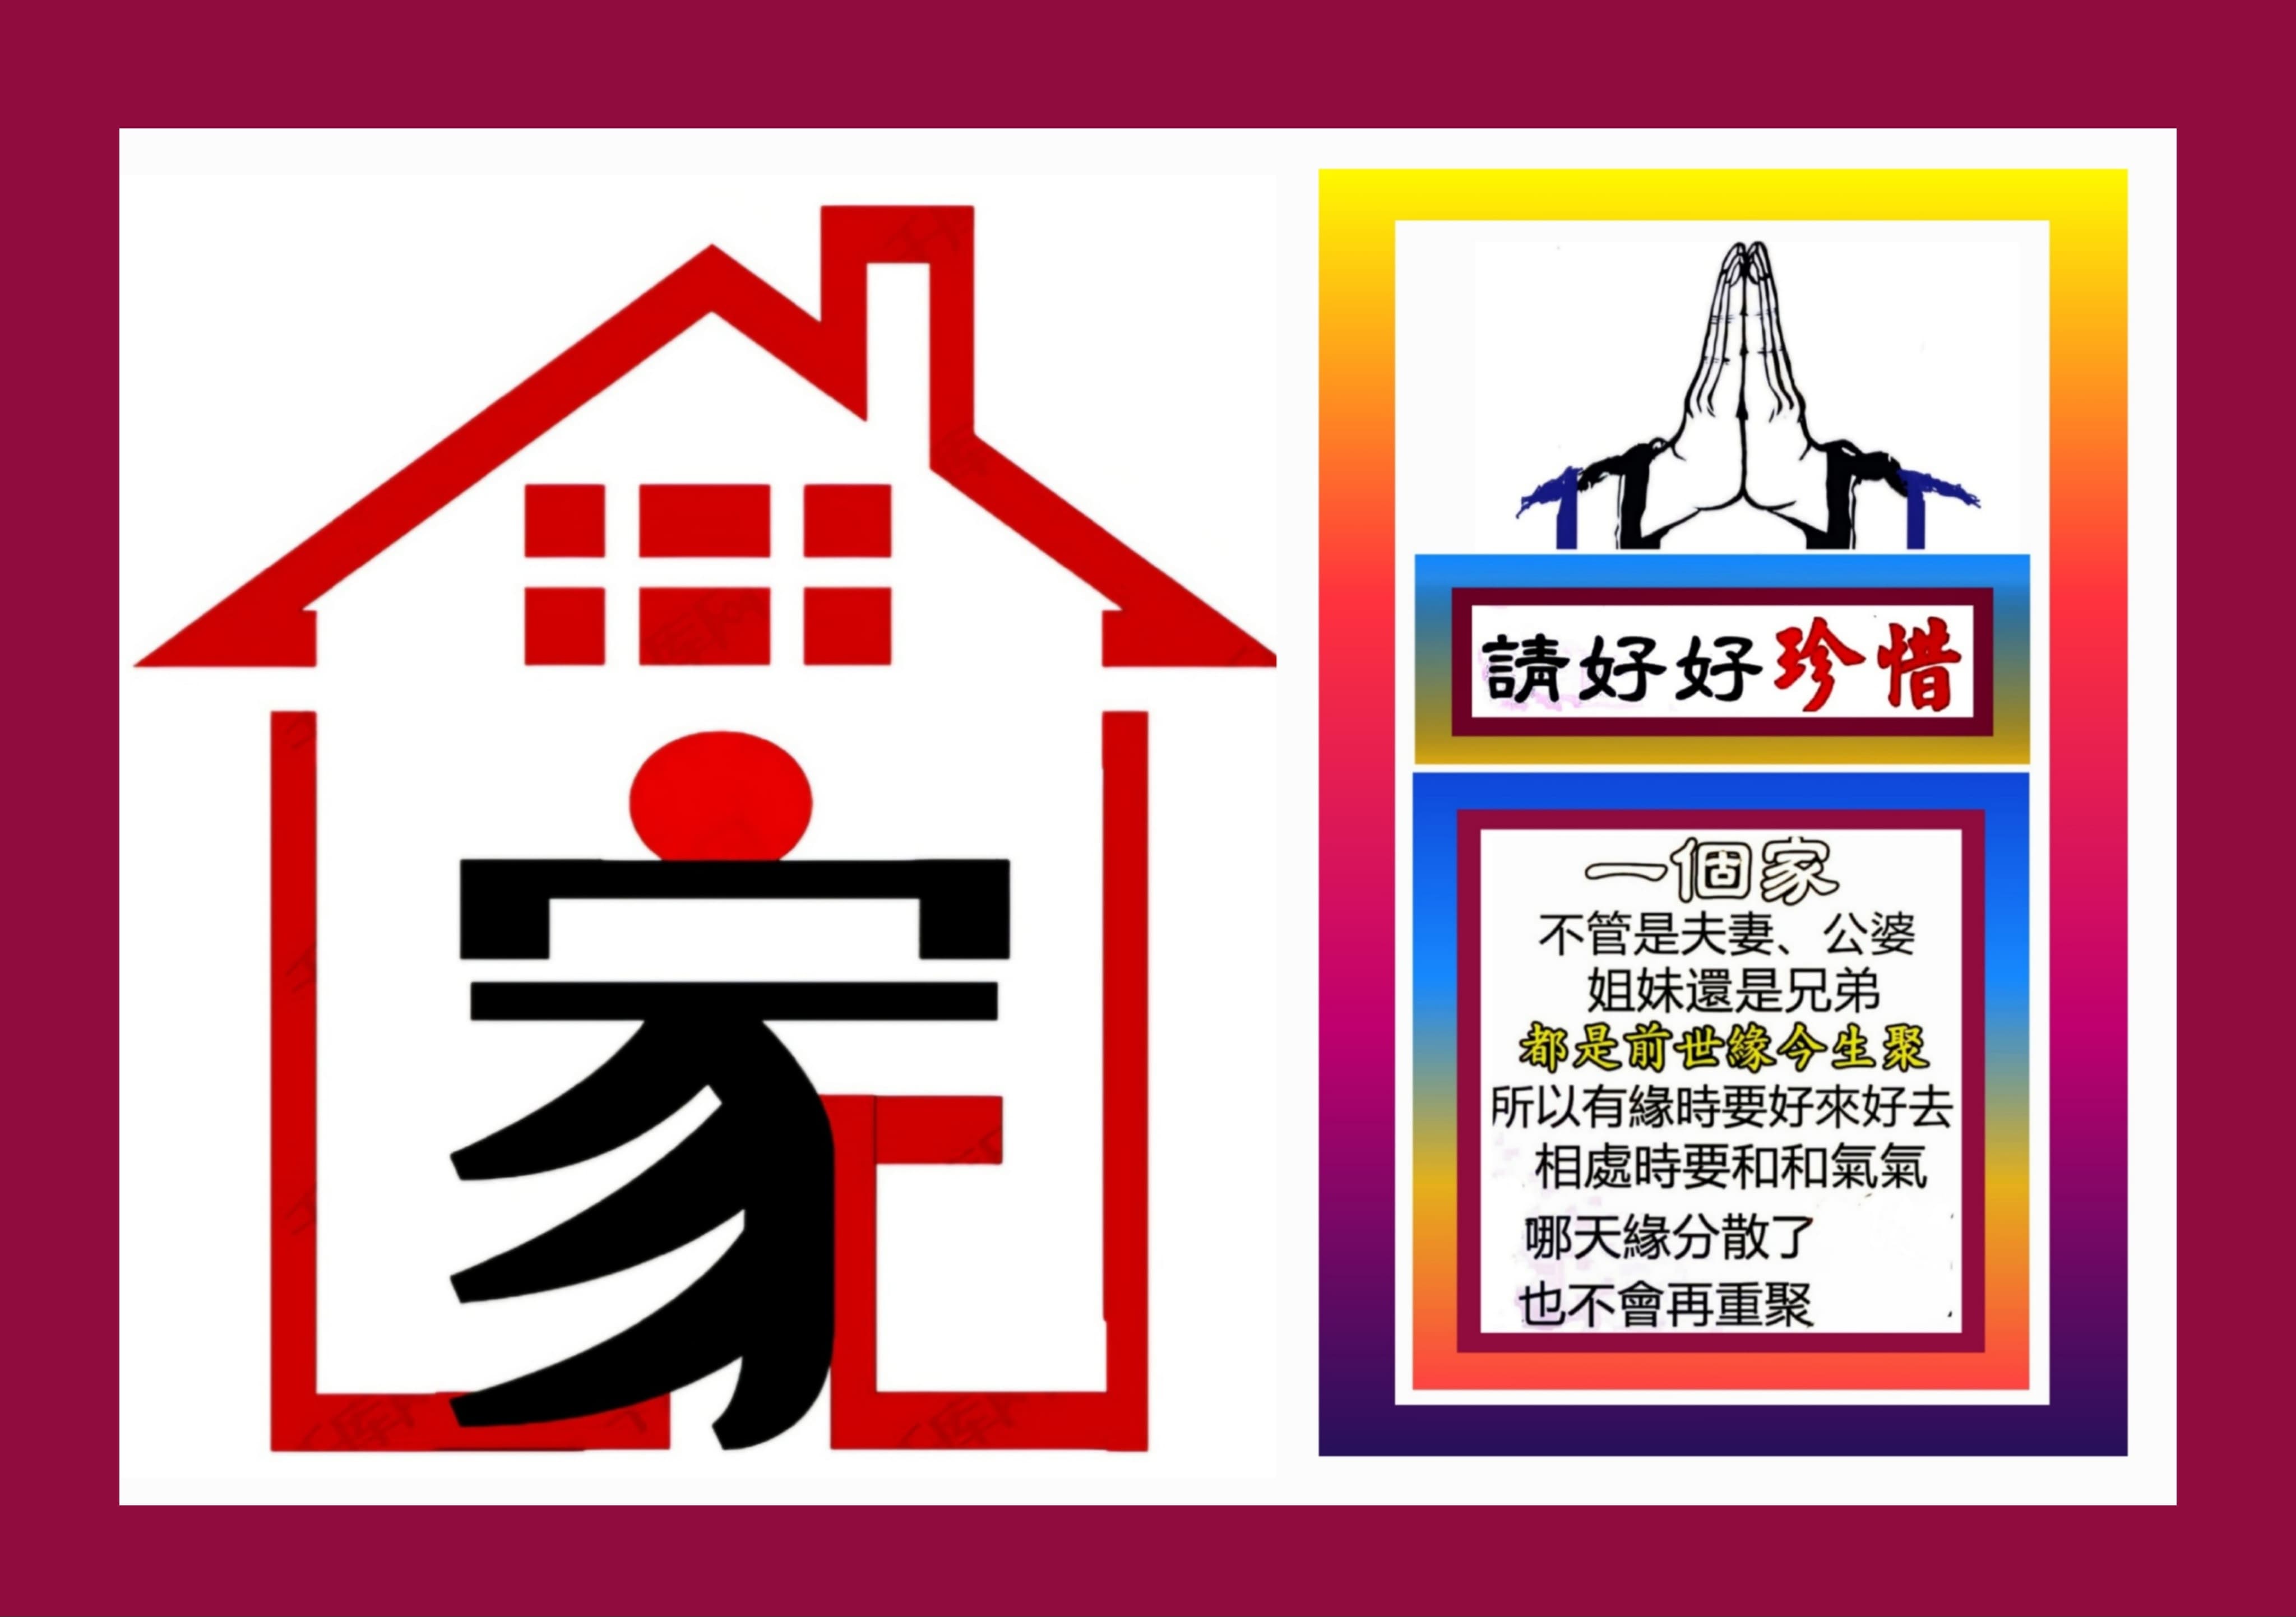 家
請好好珍惜
一個家
不管是夫妻、公婆
姐妹還是兄弟
都是前世緣今生聚
所以有緣時要好來好去
相處時要和和氣氣
哪天緣分散了
也不會再重聚